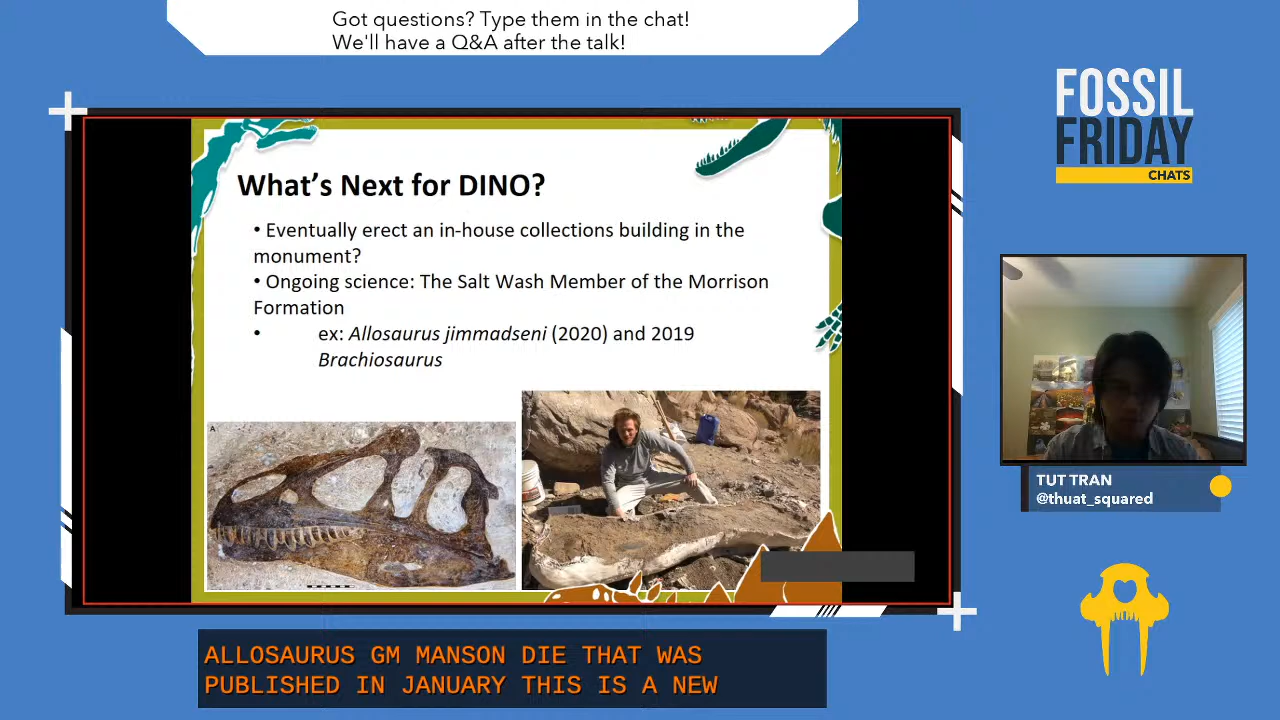 Got questions? Type them in the chat!
We'll have a Q&A after the talk!
FOSSIL
FRIDAY
CHATS
What's Next for DINO?
• Eventually erect an in-house collections building in the
monument?
• Ongoing science: The Salt Wash Member of the Morrison
Formation
• ex: Allosaurus jimmadseni (2020) and 2019
Brachiosaurus
A
TUT TRAN
@thuat_squared
ALLOSAURUS GM MANSON DIE THAT WAS
PUBLISHED IN JANUARY THIS IS A NEW